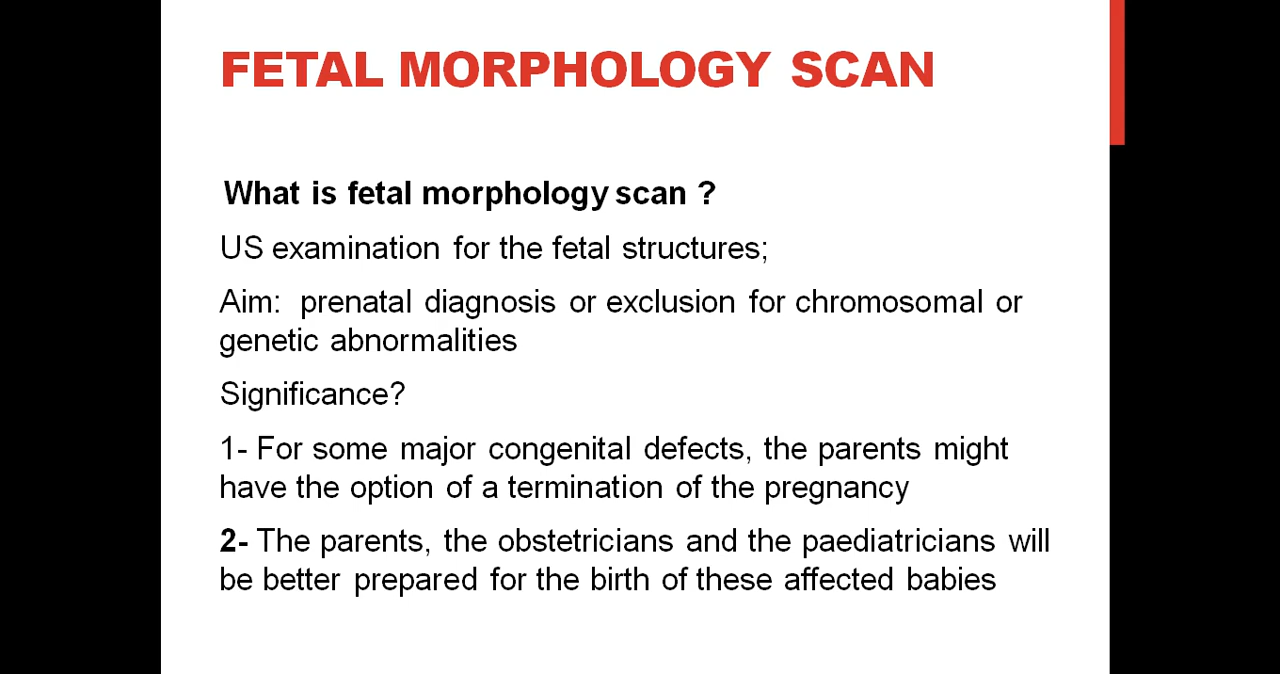 FETAL MORPHOLOGY SCAN
What is fetal morphology scan ?
US examination for the fetal structures;
Aim: prenatal diagnosis or exclusion for chromosomal or
genetic abnormalities
Significance?
1- For some major congenital defects, the parents might
have the option of a termination of the pregnancy
2- The parents, the obstetricians and the paediatricians will
be better prepared for the birth of these affected babies